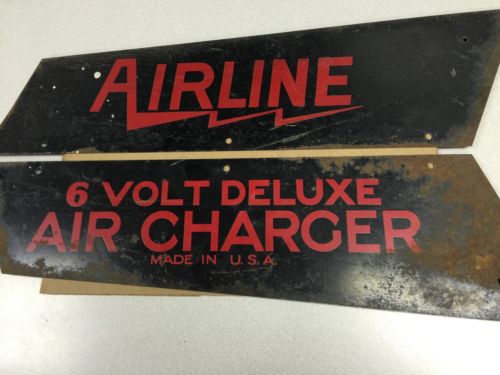 AIRLINE
6 VOLT DELUXE
AIR CHARGER
MADE IN U.S.A.